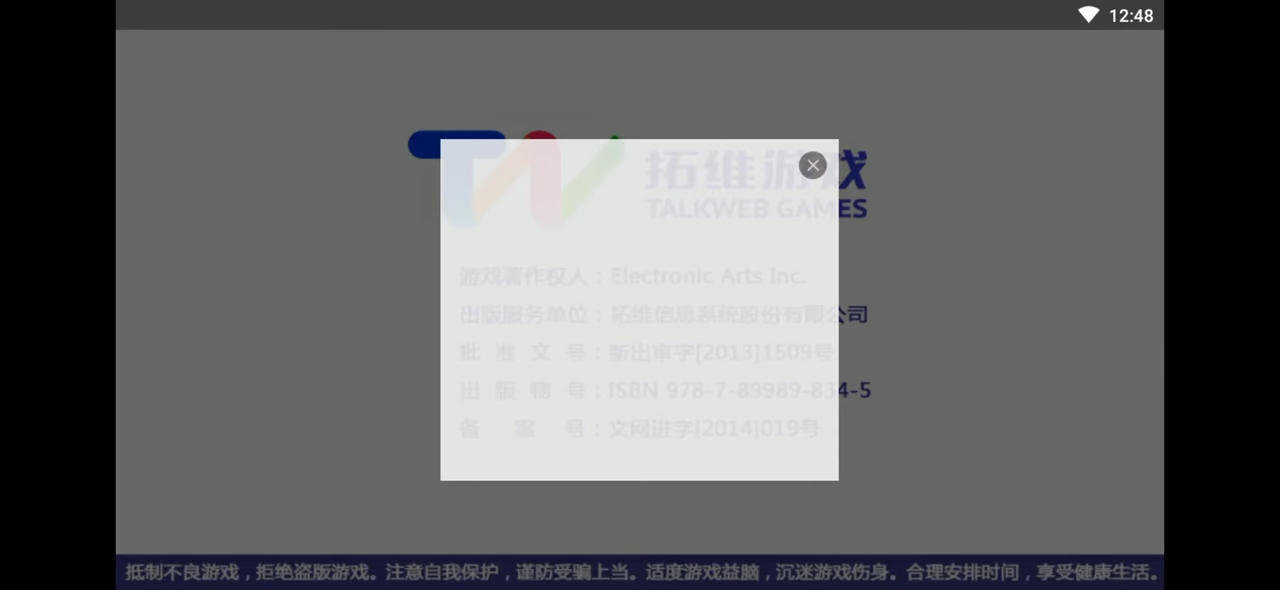 12:48
拓维游戏
TALKWEB GAMES
游戏著作权人：Electronic Arts Inc.
出版服务单位：拓维信息系统股份有限公司
批准文号：新出审字[2013]1509号
出版物号：ISBN 978-7-89989-834-5
备案号：文网进字[2014]019号
抵制不良游戏，拒绝盗版游戏。注意自我保护，谨防受骗上当。适度游戏益脑，沉迷游戏伤身。合理安排时间，享受健康生活。